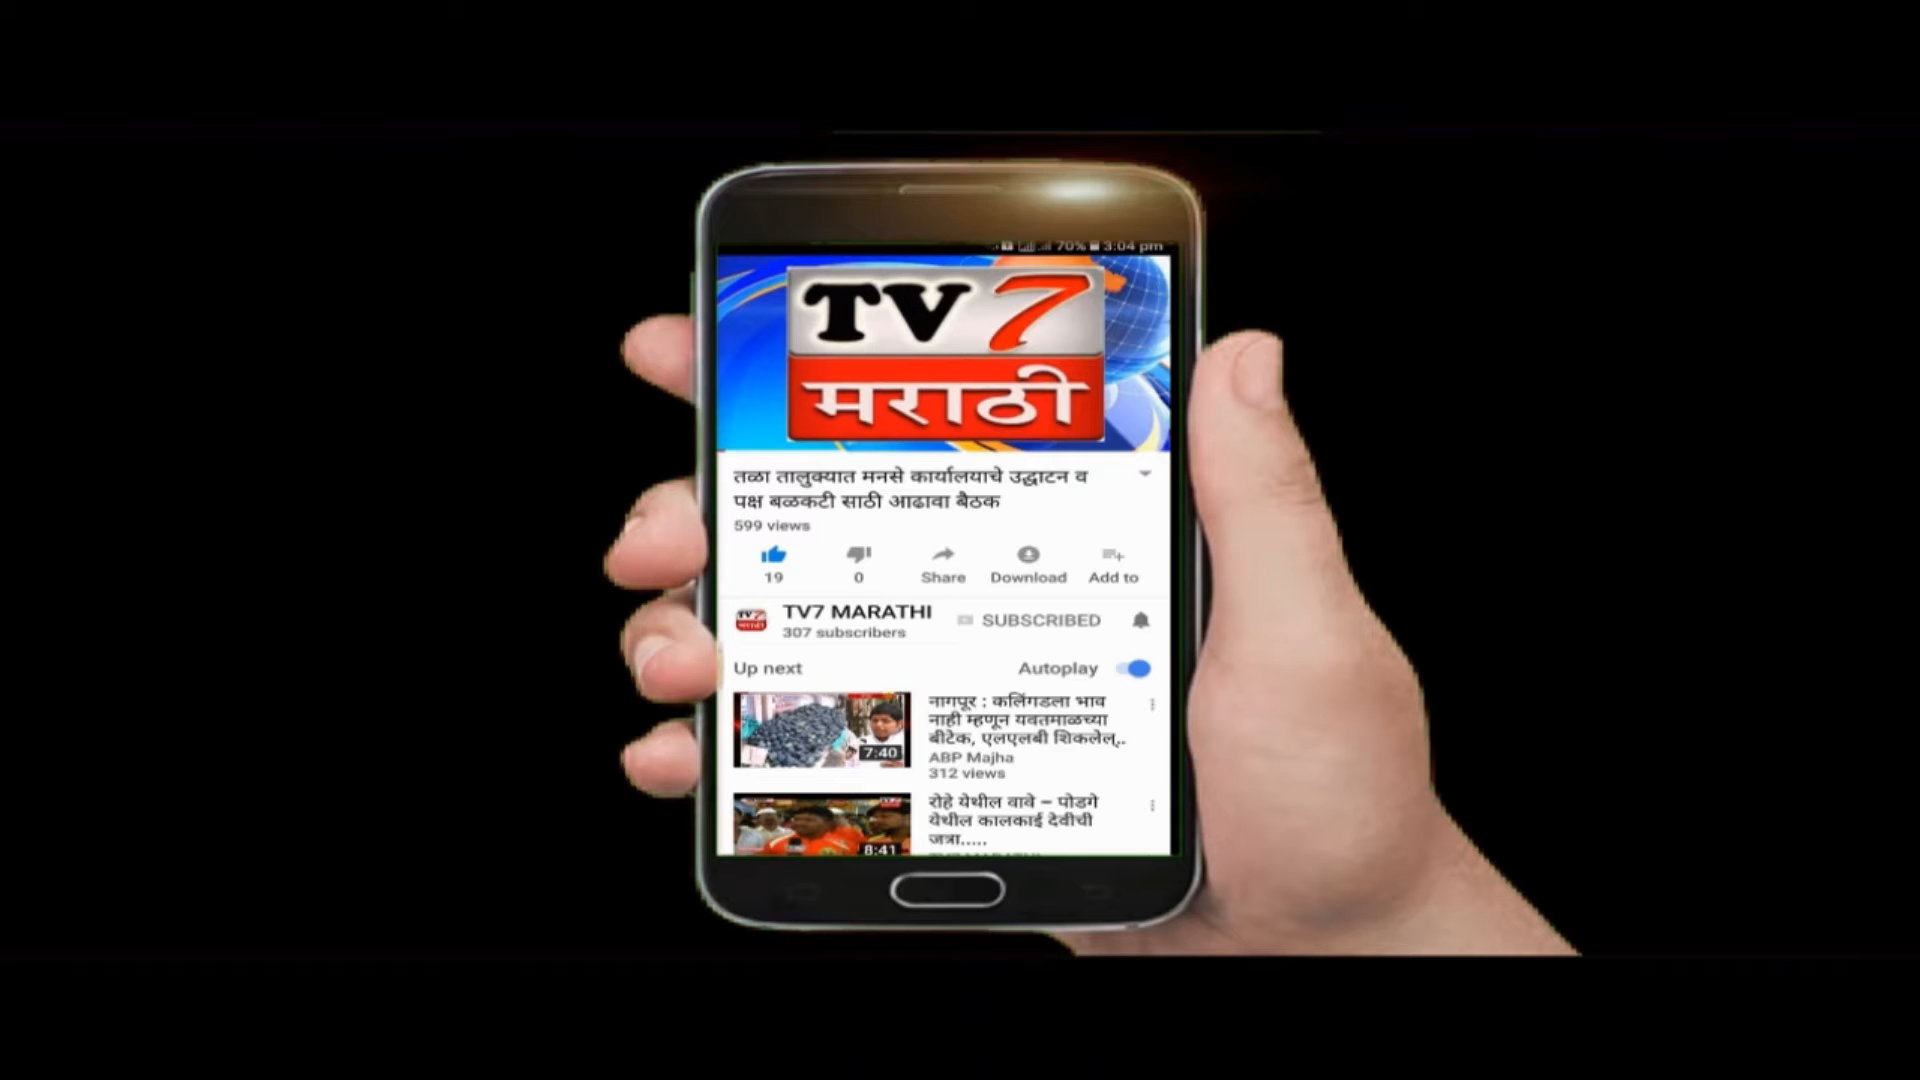 70% 3:04 pm
TV 7
मराठी
तळा तालुक्यात मनसे कार्यालयाचे उद्घाटन व
पक्ष बळकटी साठी आढावा बैठक
599 views
19 0 Share Download Add to
TV7 MARATHI SUBSCRIBED
307 subscribers
Up next Autoplay
नागपूर : कलिंगडला भाव
नाही म्हणून यवतमाळच्या
बीटेक, एलएलबी शिकलेल्..
ABP Majha
312 views
7:40
रोहे येथील वावे – पोडगे
येथील कालकाई देवीची
जत्रा.....
8:41